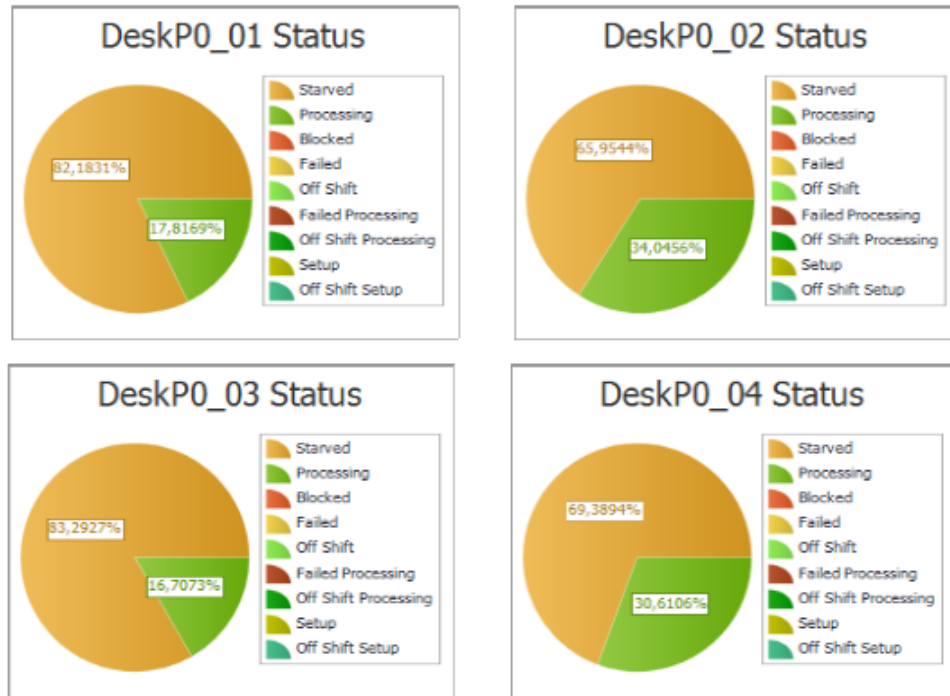 DeskP0_01 Status
Starved
Processing
Blocked
Failed
Off Shift
Failed Processing
Off Shift Processing
Setup
Off Shift Setup
82,1831%
17,8169%
DeskP0_02 Status
Starved
Processing
Blocked
Failed
Off Shift
Failed Processing
Off Shift Processing
Setup
Off Shift Setup
65,9544%
34,0456%
DeskP0_03 Status
Starved
Processing
Blocked
Failed
Off Shift
Failed Processing
Off Shift Processing
Setup
Off Shift Setup
83,2927%
16,7073%
DeskP0_04 Status
Starved
Processing
Blocked
Failed
Off Shift
Failed Processing
Off Shift Processing
Setup
Off Shift Setup
69,3894%
30,6106%